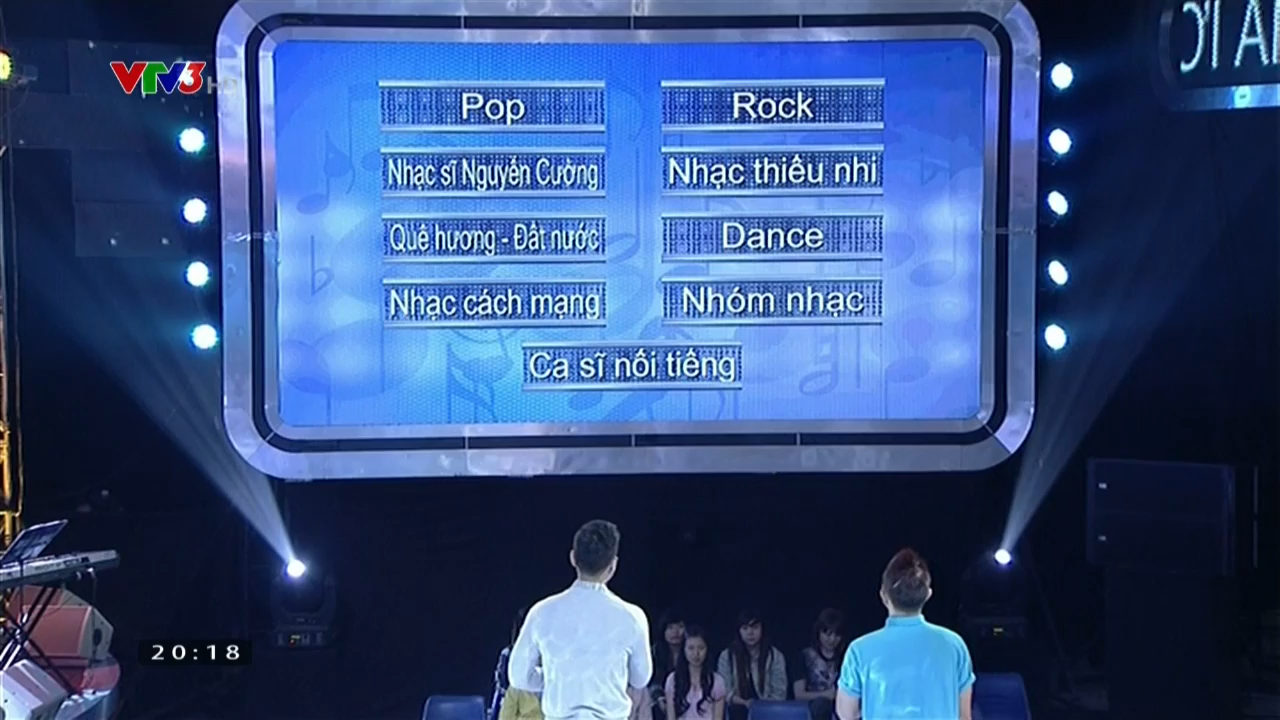 VTV3 HD
Pop
Rock
Nhạc sĩ Nguyễn Cường
Nhạc thiếu nhi
Quê hương - Đất nước
Dance
Nhạc cách mạng
Nhóm nhạc
Ca sĩ nổi tiếng
20:18